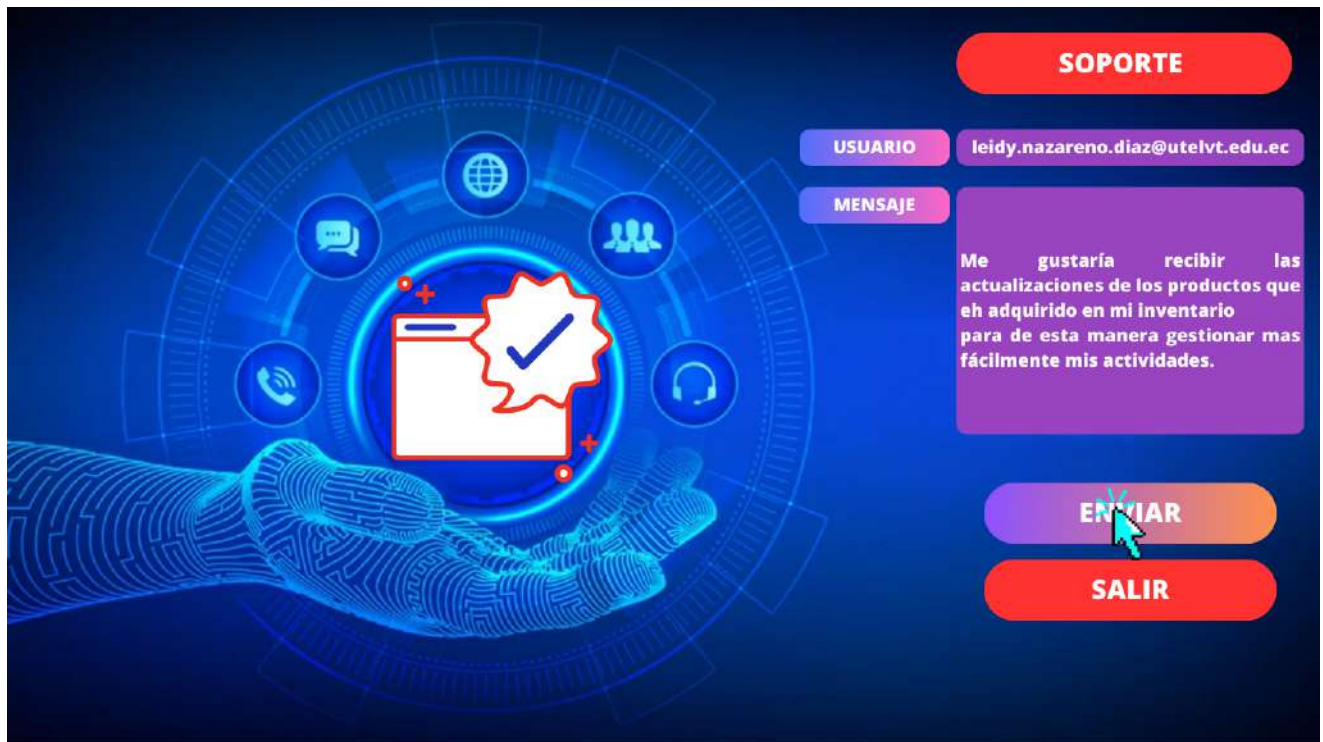 SOPORTE
USUARIO
leidy.nazareno.diaz@utelvt.edu.ec
MENSAJE
Me gustaría recibir las
actualizaciones de los productos que
eh adquirido en mi inventario
para de esta manera gestionar mas
fácilmente mis actividades.
ENVIAR
SALIR